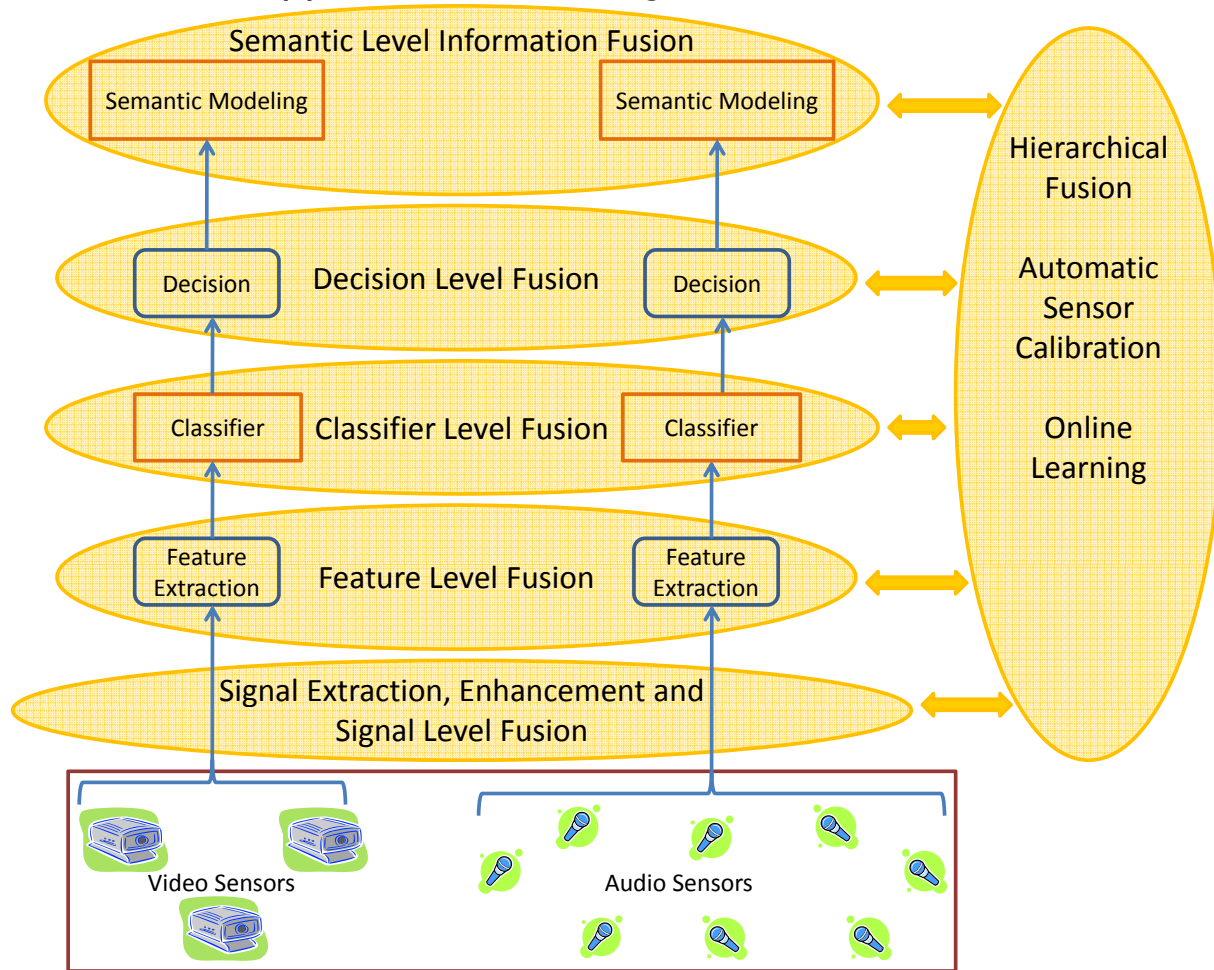 Semantic Level Information Fusion
Semantic Modeling
Semantic Modeling
Hierarchical
Fusion
Automatic
Sensor
Calibration
Online
Learning
Decision
Decision Level Fusion
Decision
Classifier
Classifier Level Fusion
Classifier
Feature
Extraction
Feature Level Fusion
Feature
Extraction
Signal Extraction, Enhancement and
Signal Level Fusion
Video Sensors
Audio Sensors